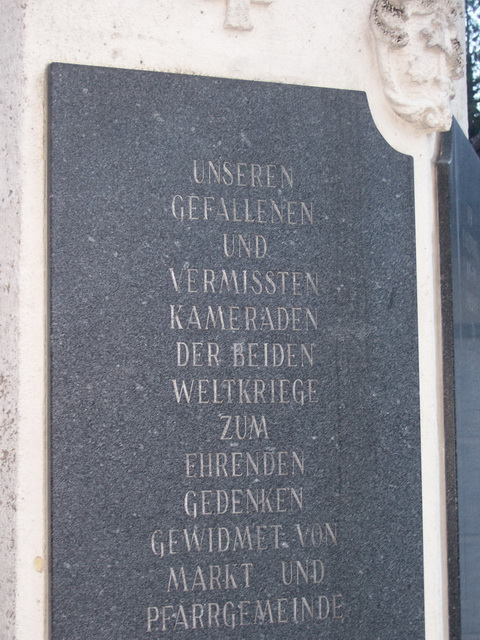 UNSEREN
GEFALLENEN
UND
VERMISSTEN
KAMERADEN
DER BEIDEN
WELTKRIEGE
ZUM
EHRENDEN
GEDENKEN
GEWIDMET VON
MARKT UND
PFARRGEMEINDE